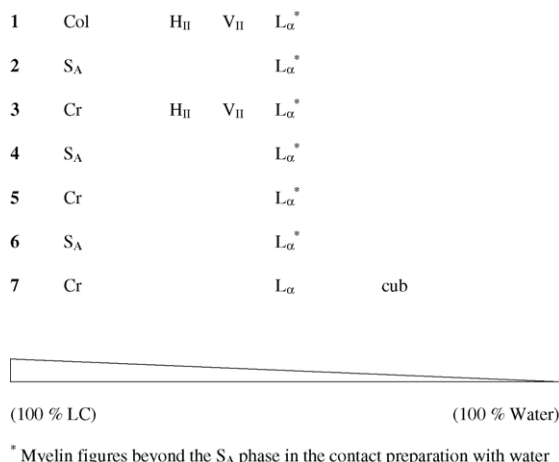 1 Col H_II V_II L_α*
2 S_A L_α*
3 Cr H_II V_II L_α*
4 S_A L_α*
5 Cr L_α*
6 S_A L_α*
7 Cr L_α cub
(100 % LC) (100 % Water)
* Myelin figures beyond the S_A phase in the contact preparation with water